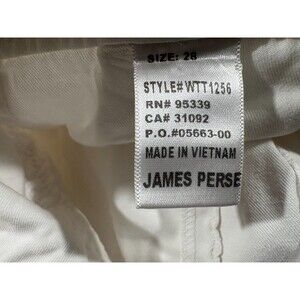 SIZE: 28
STYLE# WTT1256
RN# 95339
CA# 31092
P.O.#05663-00
MADE IN VIETNAM
JAMES PERSE